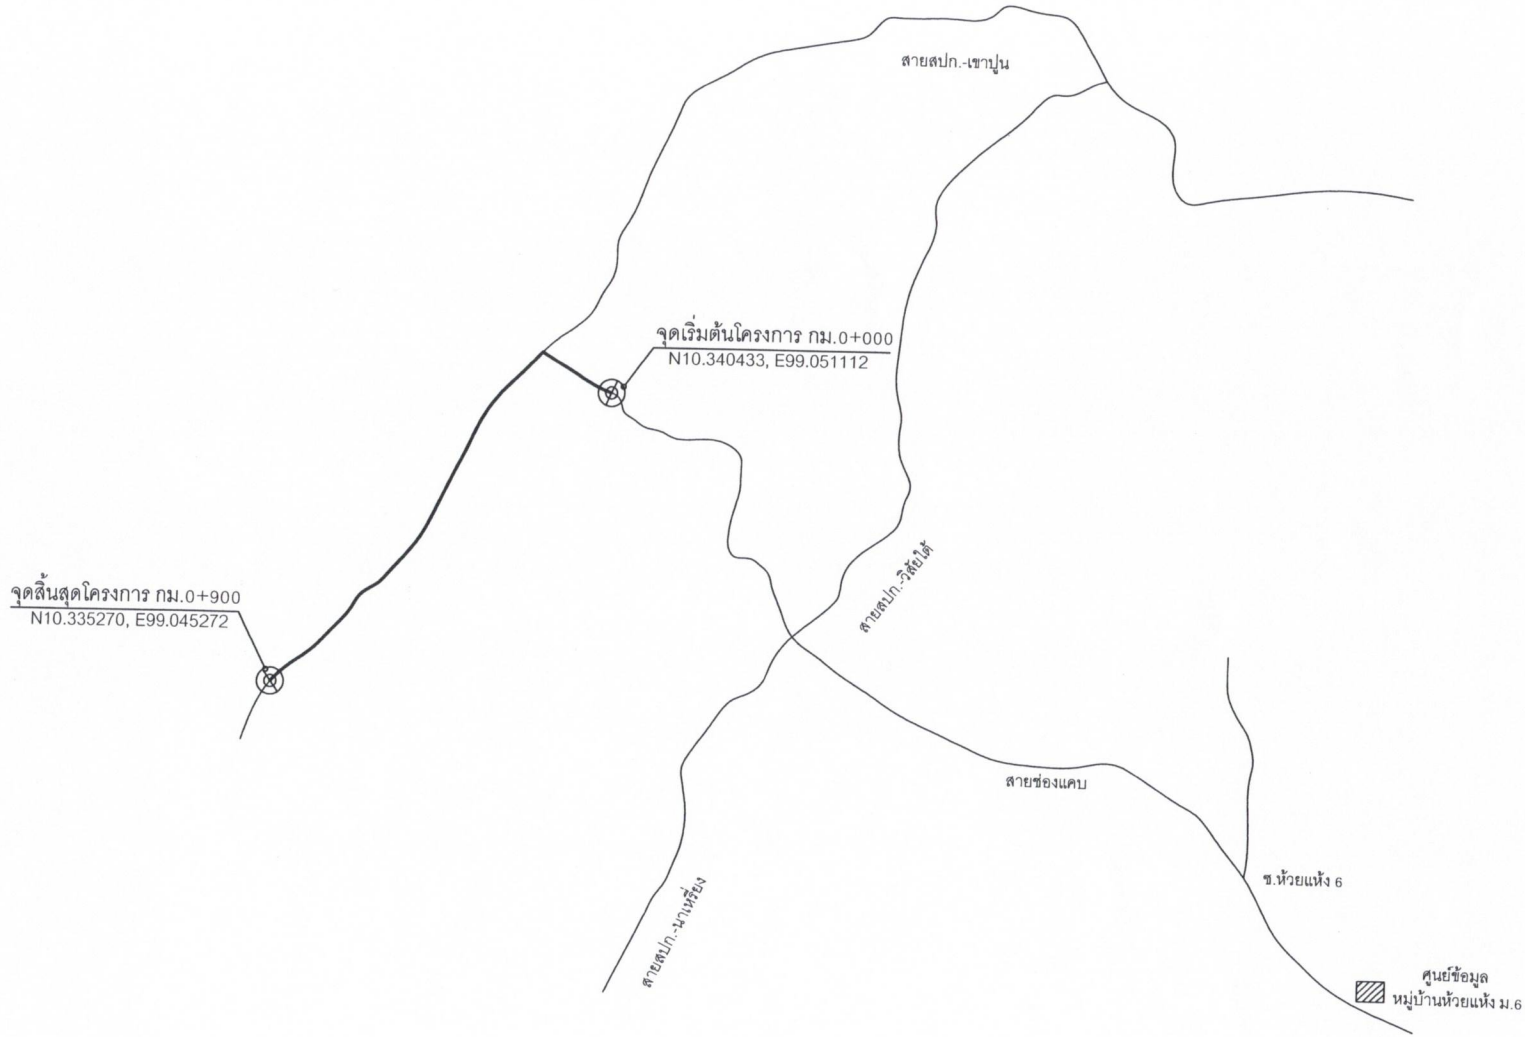 สายสปก.-เขาปูน
จุดเริ่มต้นโครงการ กม.0+000
N10.340433, E99.051112
จุดสิ้นสุดโครงการ กม.0+900
N10.335270, E99.045272
สายสปก.-วิสัยใต้
สายช่องแคบ
ซ.ห้วยแห้ง 6
สายสปก.-นาเหรี่ยง
ศูนย์ข้อมูล
หมู่บ้านห้วยแห้ง ม.6